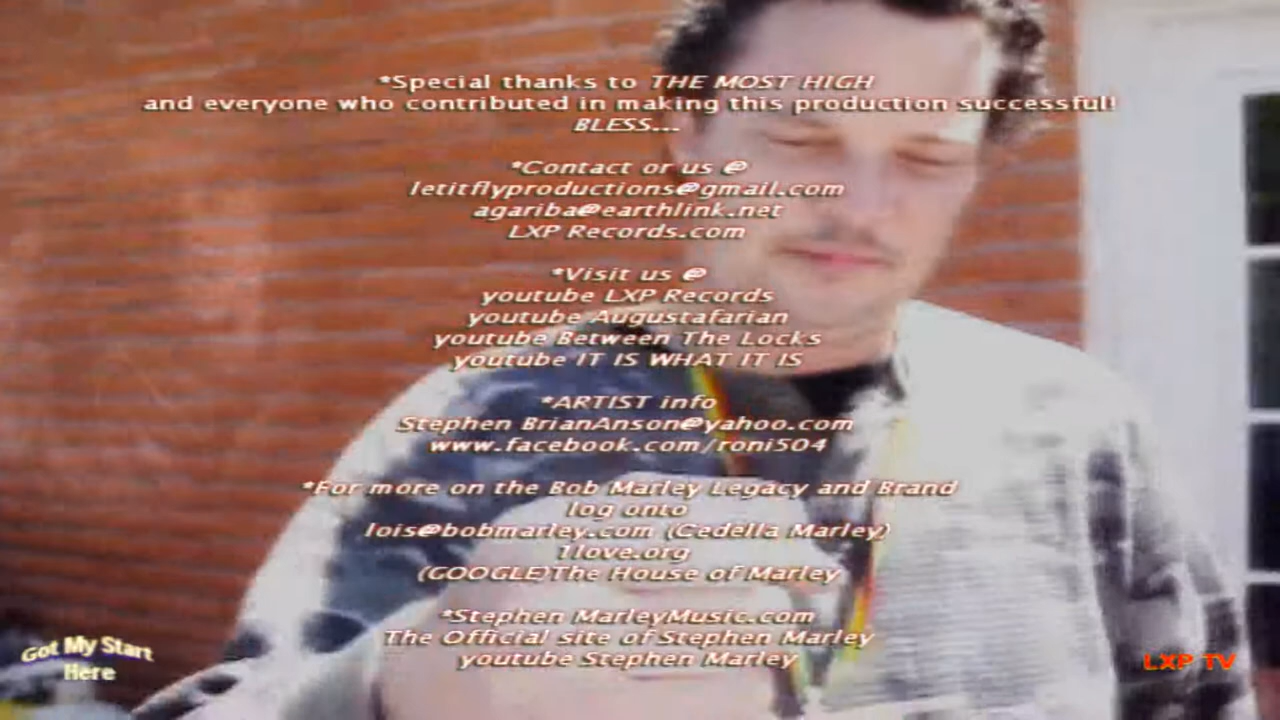 *Special thanks to THE MOST HIGH
and everyone who contributed in making this production successful!
BLESS...
*Contact or us @
letitflyproductions@gmail.com
agariba@earthlink.net
LXP Records.com
*Visit us @
youtube LXP Records
youtube Augustafarian
youtube Between The Locks
youtube IT IS WHAT IT IS
*ARTIST info
Stephen BrianAnson@yahoo.com
www.facebook.com/roni504
*For more on the Bob Marley Legacy and Brand
log onto
lois@bobmarley.com (Cedella Marley)
1love.org
(GOOGLE)The House of Marley
*Stephen MarleyMusic.com
The Official site of Stephen Marley
youtube Stephen Marley
Got My Start
Here
LXP TV